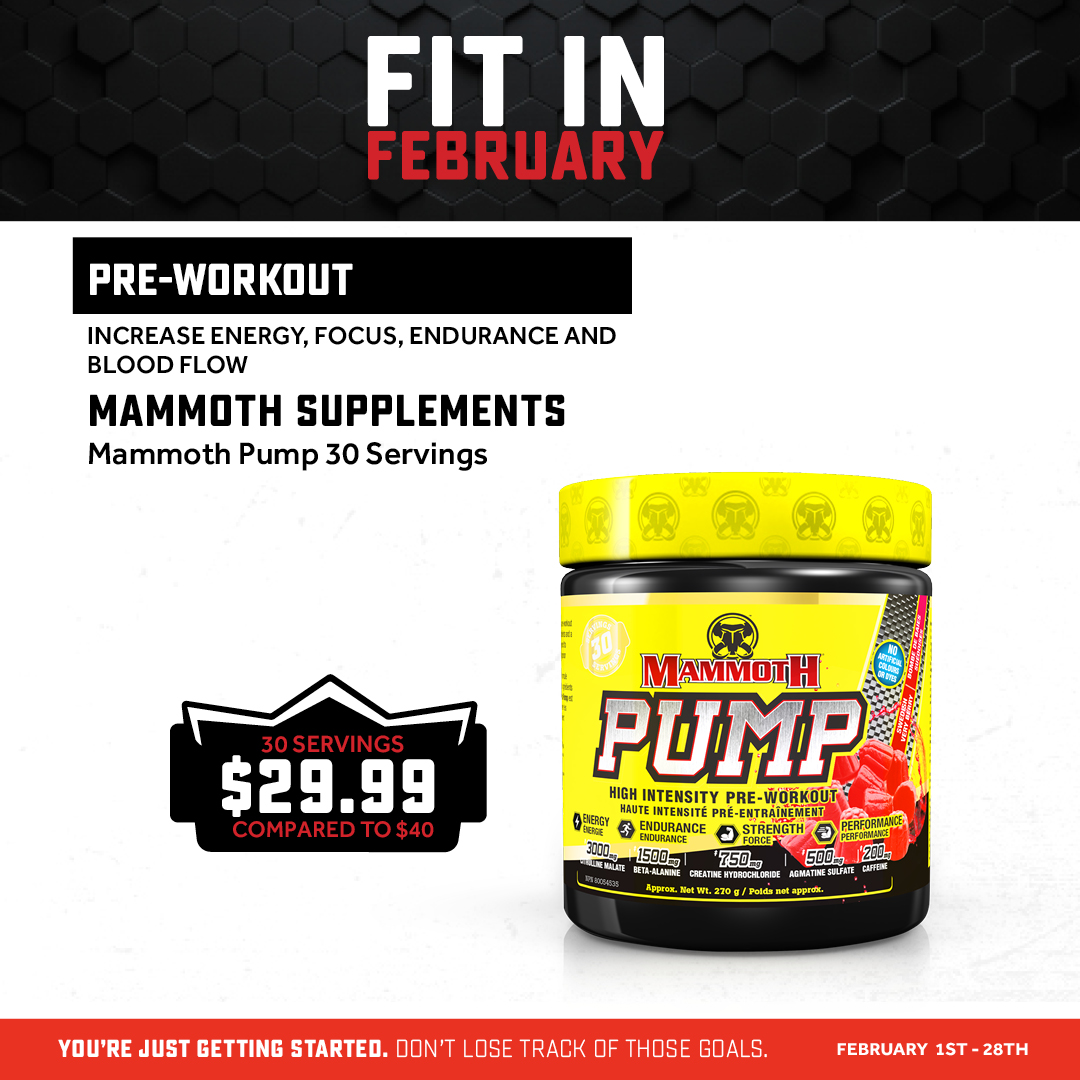 FIT IN
FEBRUARY
PRE-WORKOUT
INCREASE ENERGY, FOCUS, ENDURANCE AND
BLOOD FLOW
MAMMOTH SUPPLEMENTS
Mammoth Pump 30 Servings
30 SERVINGS
$29.99
COMPARED TO $40
30
NO
ARTIFICIAL
COLOURS
OR DYES
MAMMOTH
PUMP
HIGH INTENSITY PRE-WORKOUT
HAUTE INTENSITÉ PRÉ-ENTRAÎNEMENT
ENERGY
ÉNERGIE
ENDURANCE
ENDURANCE
STRENGTH
FORCE
PERFORMANCE
PERFORMANCE
3000mg
CITRULLINE MALATE
1500mg
BETA-ALANINE
750mg
CREATINE HYDROCHLORIDE
500mg
AGMATINE SULFATE
200mg
CAFFEINE
NPN 80054535
Approx. Net Wt. 270 g / Poids net approx.
YOU'RE JUST GETTING STARTED. DON'T LOSE TRACK OF THOSE GOALS.
FEBRUARY 1ST - 28TH